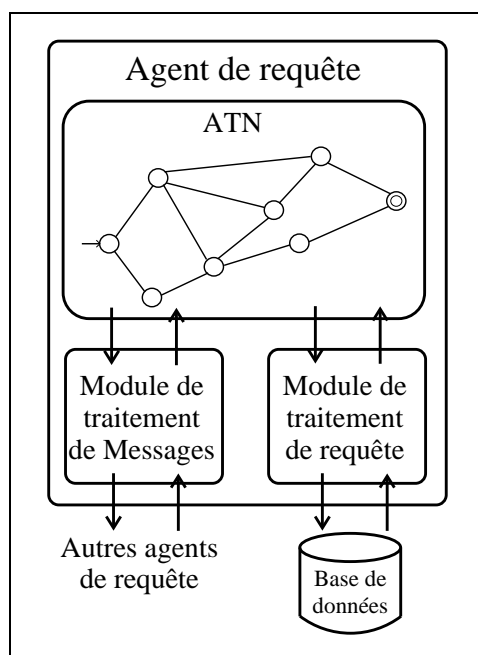 Agent de requête
ATN
Module de
traitement
de Messages
Module de
traitement
de requête
Autres agents
de requête
Base de
données